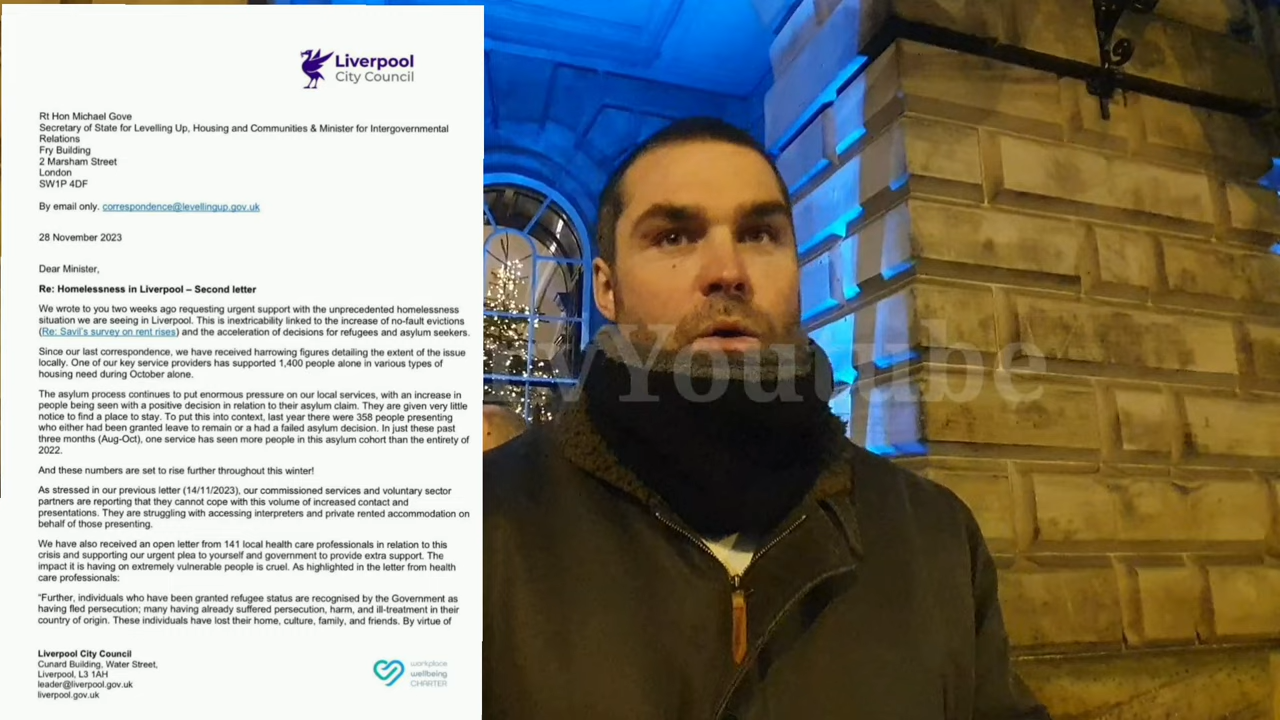 Liverpool
City Council
Rt Hon Michael Gove
Secretary of State for Levelling Up, Housing and Communities & Minister for Intergovernmental
Relations
Fry Building
2 Marsham Street
London
SW1P 4DF
By email only. correspondence@levellingup.gov.uk
28 November 2023
Dear Minister,
Re: Homelessness in Liverpool – Second letter
We wrote to you two weeks ago requesting urgent support with the unprecedented homelessness
situation we are seeing in Liverpool. This is inextricability linked to the increase of no-fault evictions
(Re: Savil's survey on rent rises) and the acceleration of decisions for refugees and asylum seekers.
Since our last correspondence, we have received harrowing figures detailing the extent of the issue
locally. One of our key service providers has supported 1,400 people alone in various types of
housing need during October alone.
The asylum process continues to put enormous pressure on our local services, with an increase in
people being seen with a positive decision in relation to their asylum claim. They are given very little
notice to find a place to stay. To put this into context, last year there were 358 people presenting
who either had been granted leave to remain or a had a failed asylum decision. In just these past
three months (Aug-Oct), one service has seen more people in this asylum cohort than the entirety of
2022.
And these numbers are set to rise further throughout this winter!
As stressed in our previous letter (14/11/2023), our commissioned services and voluntary sector
partners are reporting that they cannot cope with this volume of increased contact and
presentations. They are struggling with accessing interpreters and private rented accommodation on
behalf of those presenting.
We have also received an open letter from 141 local health care professionals in relation to this
crisis and supporting our urgent plea to yourself and government to provide extra support. The
impact it is having on extremely vulnerable people is cruel. As highlighted in the letter from health
care professionals:
"Further, individuals who have been granted refugee status are recognised by the Government as
having fled persecution; many having already suffered persecution, harm, and ill-treatment in their
country of origin. These individuals have lost their home, culture, family, and friends. By virtue of
Liverpool City Council
Cunard Building, Water Street,
Liverpool, L3 1AH
leader@liverpool.gov.uk
liverpool.gov.uk
workplace
wellbeing
CHARTER
Youtube